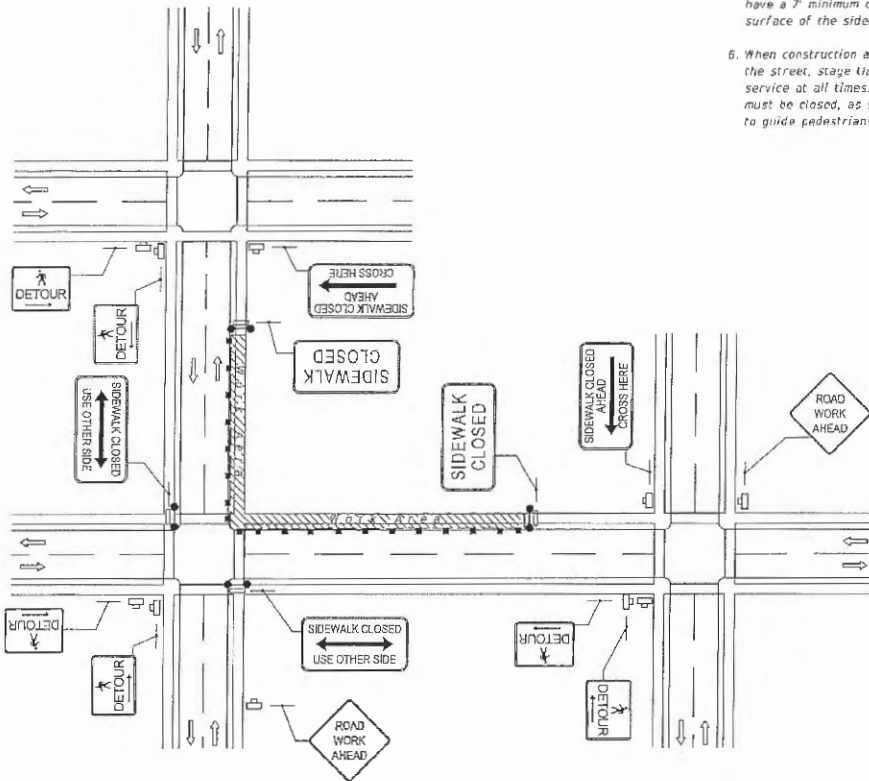 have a 7' minimum
surface of the
6. When construction
the street, stage
service at all times.
must be closed, as
to guide pedestrians
DETOUR
DETOUR
SIDEWALK CLOSED
AHEAD
CROSS HERE
SIDEWALK
CLOSED
SIDEWALK CLOSED
USE OTHER SIDE
SIDEWALK
CLOSED
SIDEWALK CLOSED
AHEAD
CROSS HERE
ROAD
WORK
AHEAD
Work Area
Work Area
DETOUR
DETOUR
SIDEWALK CLOSED
USE OTHER SIDE
DETOUR
DETOUR
ROAD
WORK
AHEAD